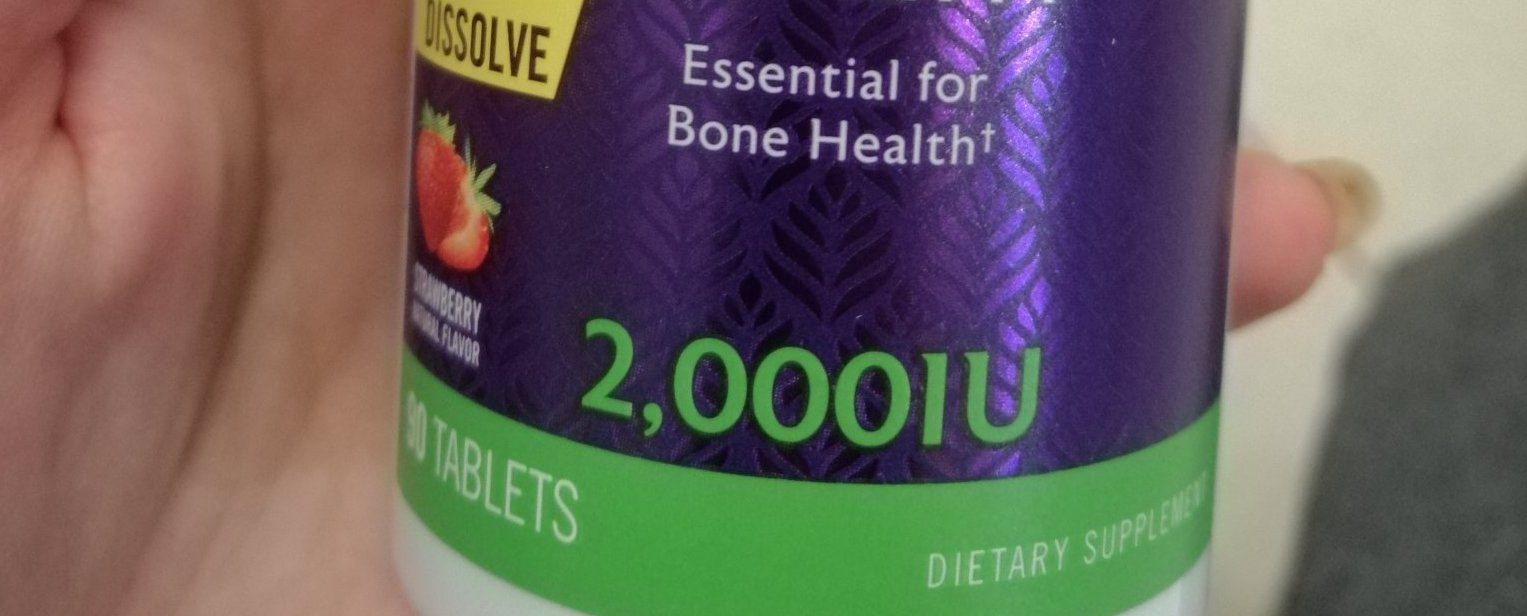 DISSOLVE
Essential for
Bone Health†
STRAWBERRY
NATURAL FLAVOR
2,000IU
90 TABLETS
DIETARY SUPPLEMENT